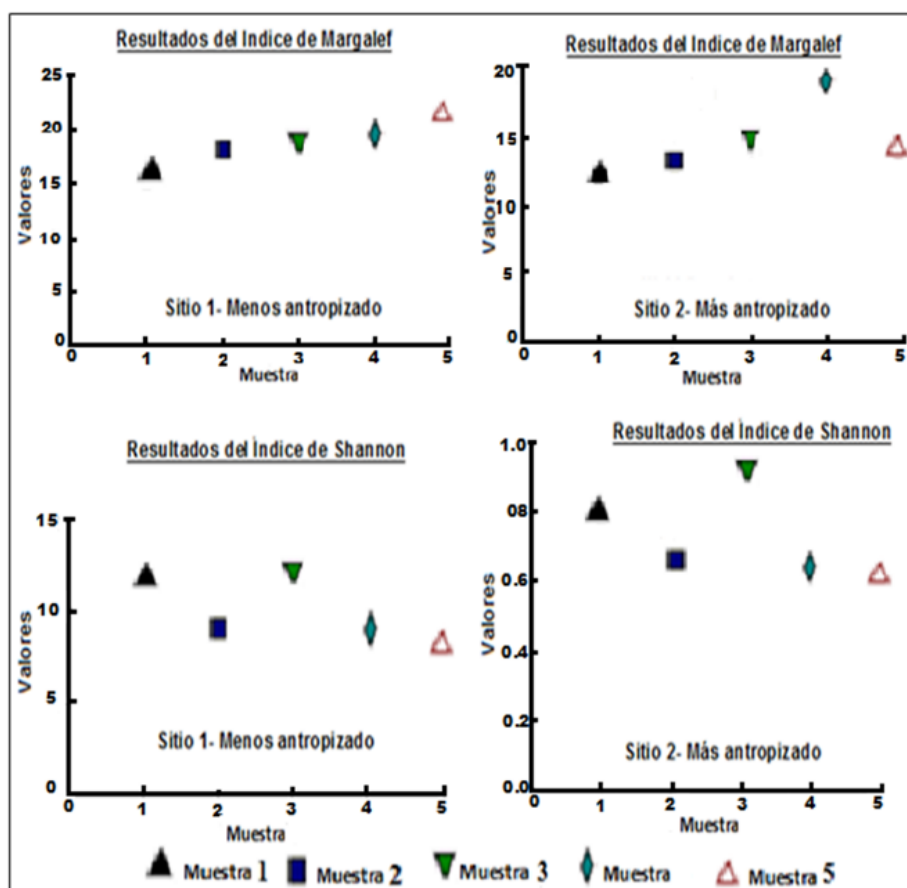 Resultados del Indice de Margalef
25
20
15
10
5
0
Valores
Sitio 1- Menos antropizado
0 1 2 3 4 5
Muestra
Resultados del Indice de Margalef
20
15
10
5
0
Valores
Sitio 2- Más antropizado
0 1 2 3 4 5
Muestra
Resultados del Índice de Shannon
15
10
5
0
Valores
Sitio 1- Menos antropizado
0 1 2 3 4 5
Muestra
Resultados del Índice de Shannon
1.0
08
0.6
0.4
0.2
0.0
Valores
Sitio 2- Más antropizado
0 1 2 3 4 5
Muestra
Muestra 1 Muestra 2 Muestra 3 Muestra Muestra 5